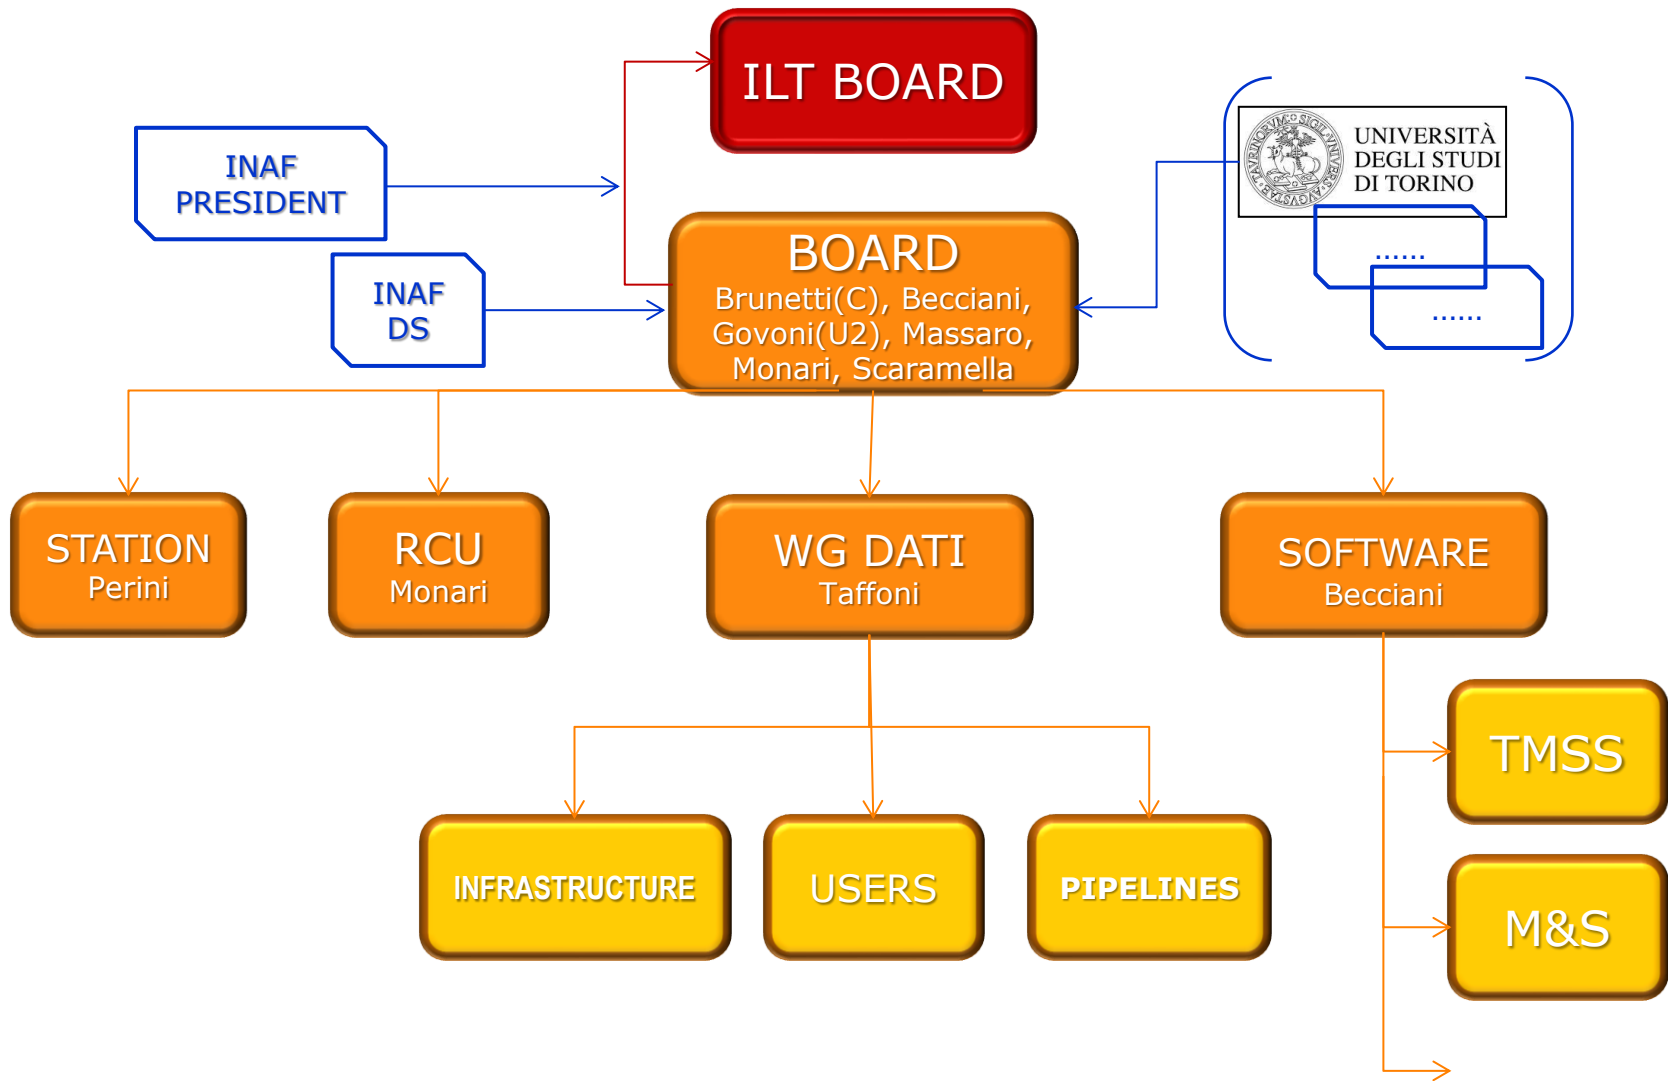 ILT BOARD
INAF
PRESIDENT
UNIVERSITÀ
DEGLI STUDI
DI TORINO
......
......
INAF
DS
BOARD
Brunetti(C), Becciani,
Govoni(U2), Massaro,
Monari, Scaramella
STATION
Perini
RCU
Monari
WG DATI
Taffoni
SOFTWARE
Becciani
TMSS
INFRASTRUCTURE
USERS
PIPELINES
M&S